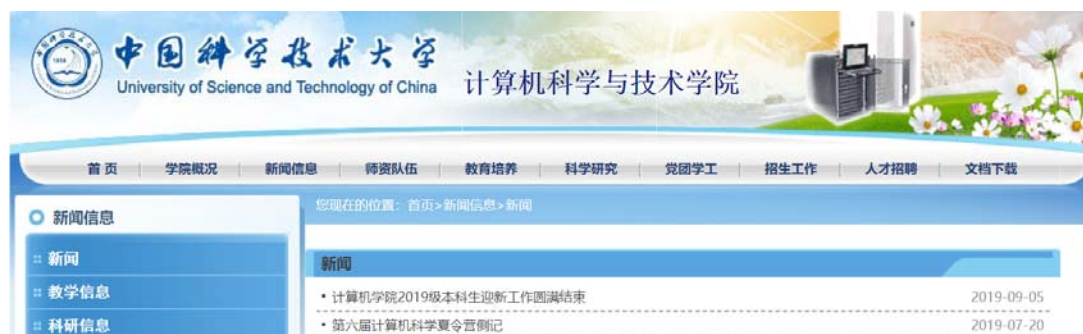 中国科学技术大学
University of Science and Technology of China
计算机科学与技术学院
首页 学院概况 新闻信息 师资队伍 教育培养 科学研究 党团学工 招生工作 人才招聘 文档下载
新闻信息
您现在的位置：首页>新闻信息>新闻
新闻
教学信息
科研信息
新闻
计算机学院2019级本科生迎新工作圆满结束 2019-09-05
第六届计算机科学夏令营侧记 2019-07-20